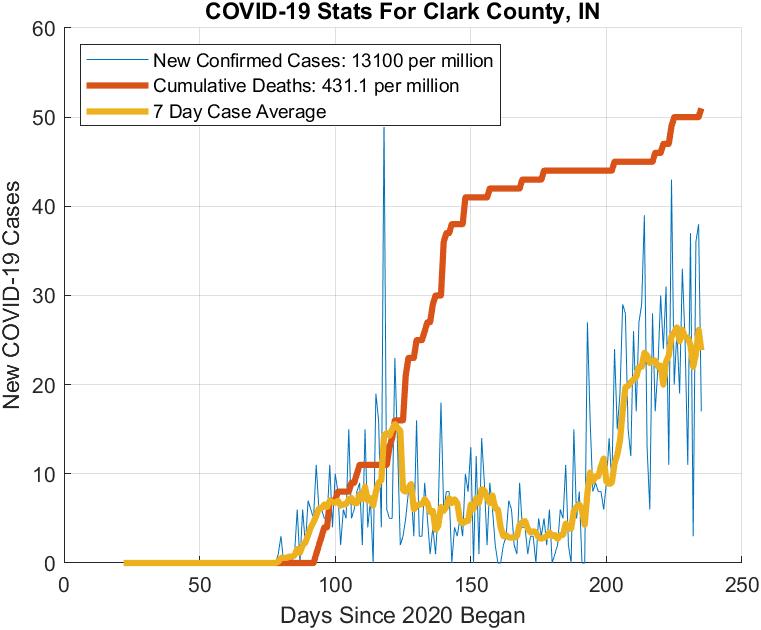 COVID-19 Stats For Clark County, IN
New Confirmed Cases: 13100 per million
Cumulative Deaths: 431.1 per million
7 Day Case Average
New COVID-19 Cases
60
50
40
30
20
10
0
0 50 100 150 200 250
Days Since 2020 Began